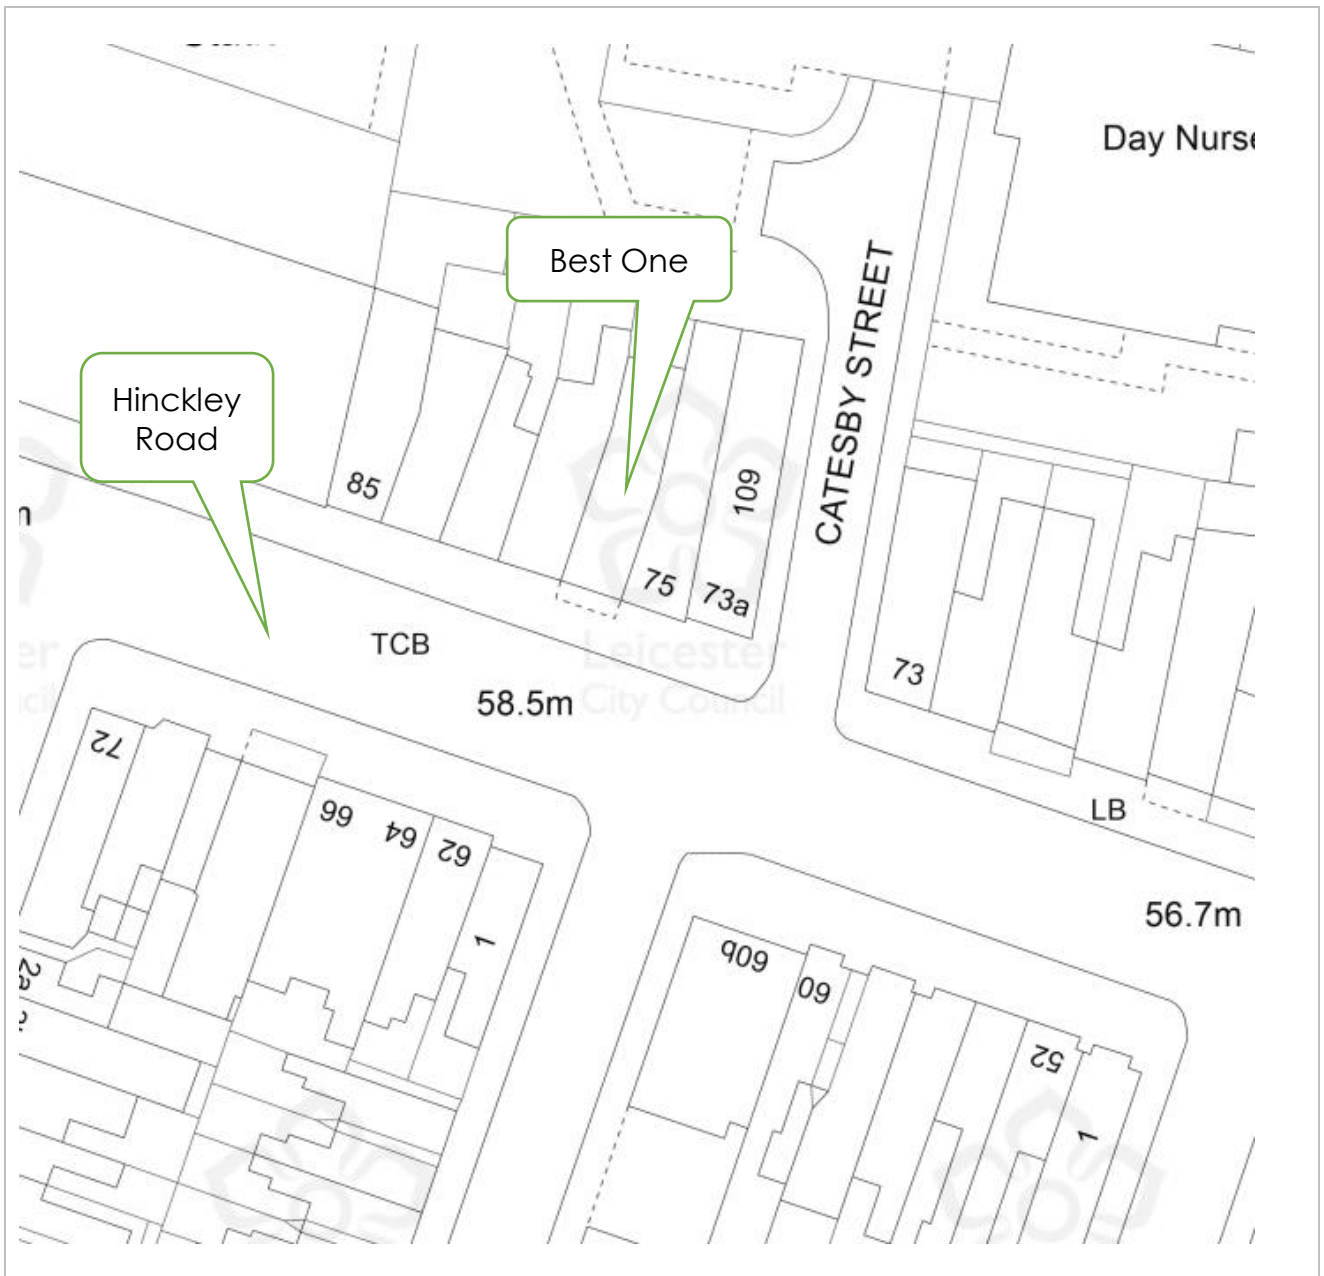 Day Nurse
Best One
CATESBY STREET
Hinckley
Road
85
109
75
73a
73
TCB
58.5m
Leicester
City Council
72
66
64
62
1
LB
56.7m
60b
60
52
1
2a